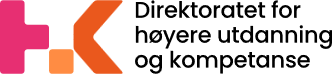 Direktoratet for
høyere utdanning
og kompetanse